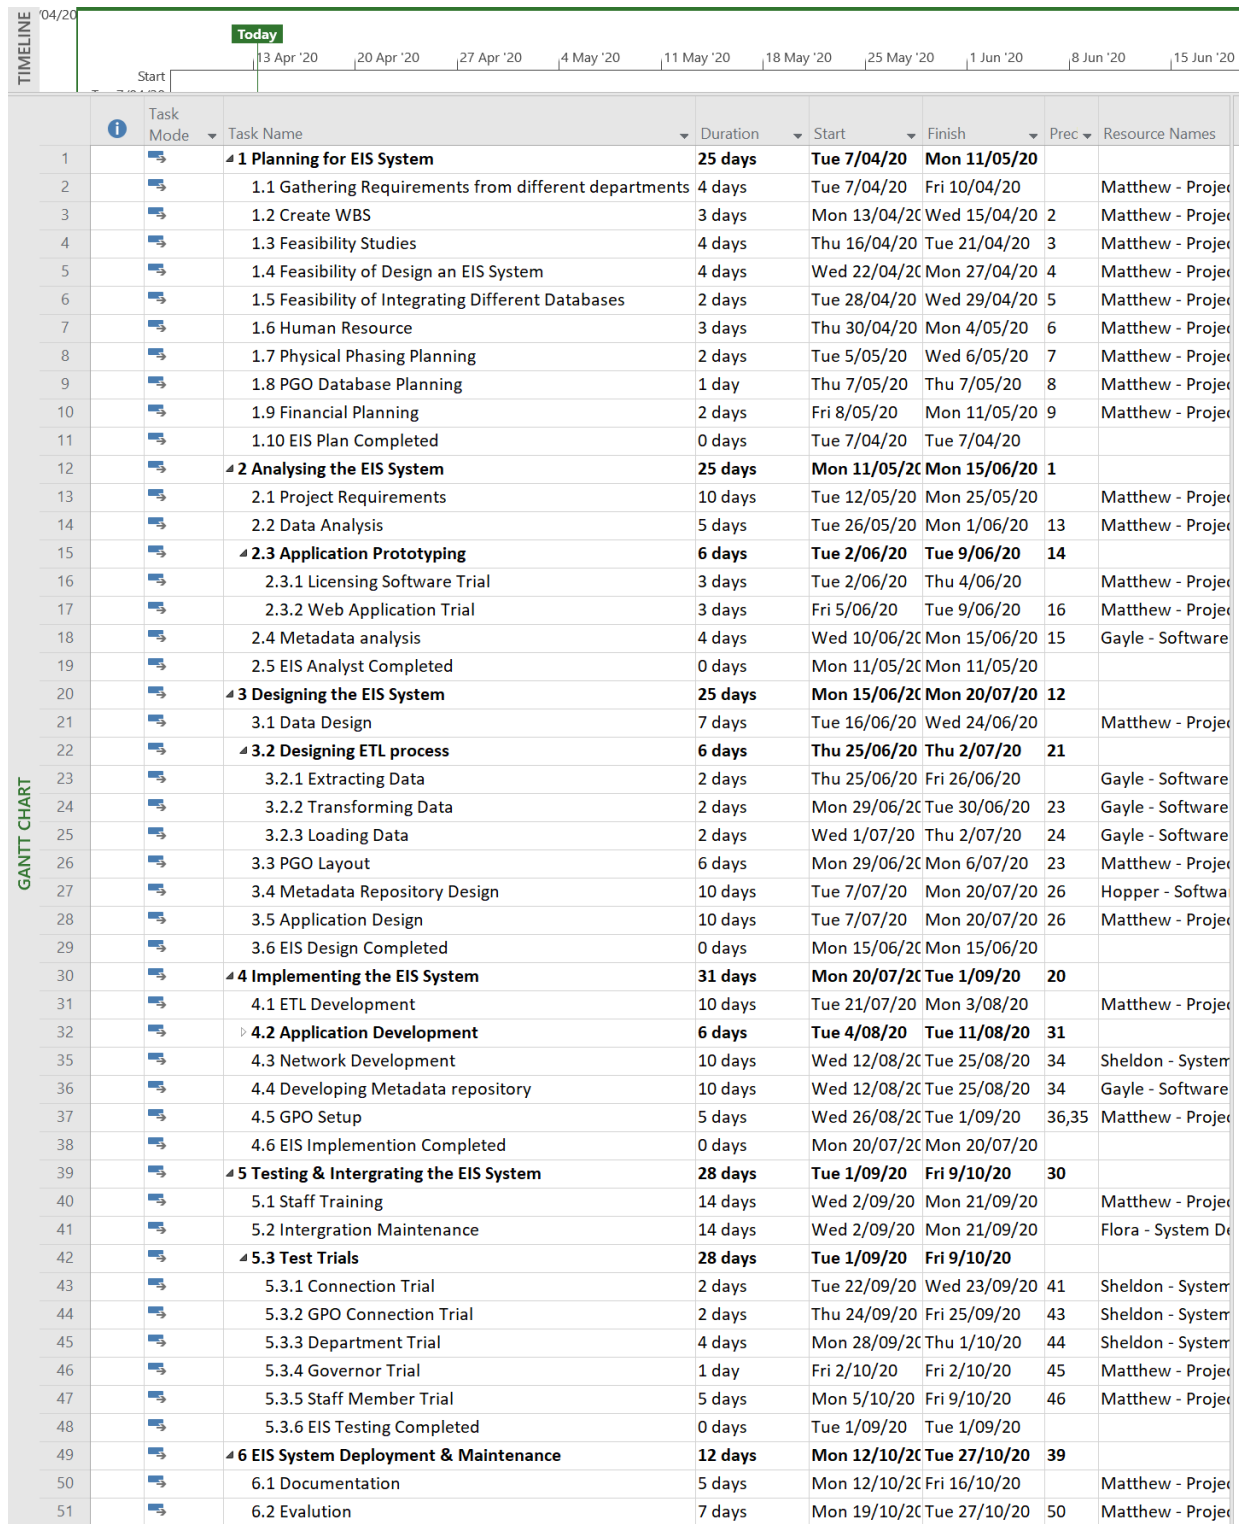 TIMELINE
'04/20
Today
13 Apr '20 20 Apr '20 27 Apr '20 4 May '20 11 May '20 18 May '20 25 May '20 1 Jun '20 8 Jun '20 15 Jun '20
Start
GANTT CHART
Task Mode Task Name Duration Start Finish Prec Resource Names
1 1 Planning for EIS System 25 days Tue 7/04/20 Mon 11/05/20
2 1.1 Gathering Requirements from different departments 4 days Tue 7/04/20 Fri 10/04/20 Matthew - Projec
3 1.2 Create WBS 3 days Mon 13/04/20 Wed 15/04/20 2 Matthew - Projec
4 1.3 Feasibility Studies 4 days Thu 16/04/20 Tue 21/04/20 3 Matthew - Projec
5 1.4 Feasibility of Design an EIS System 4 days Wed 22/04/20 Mon 27/04/20 4 Matthew - Projec
6 1.5 Feasibility of Integrating Different Databases 2 days Tue 28/04/20 Wed 29/04/20 5 Matthew - Projec
7 1.6 Human Resource 3 days Thu 30/04/20 Mon 4/05/20 6 Matthew - Projec
8 1.7 Physical Phasing Planning 2 days Tue 5/05/20 Wed 6/05/20 7 Matthew - Projec
9 1.8 PGO Database Planning 1 day Thu 7/05/20 Thu 7/05/20 8 Matthew - Projec
10 1.9 Financial Planning 2 days Fri 8/05/20 Mon 11/05/20 9 Matthew - Projec
11 1.10 EIS Plan Completed 0 days Tue 7/04/20 Tue 7/04/20
12 2 Analysing the EIS System 25 days Mon 11/05/20 Mon 15/06/20 1
13 2.1 Project Requirements 10 days Tue 12/05/20 Mon 25/05/20 Matthew - Projec
14 2.2 Data Analysis 5 days Tue 26/05/20 Mon 1/06/20 13 Matthew - Projec
15 2.3 Application Prototyping 6 days Tue 2/06/20 Tue 9/06/20 14
16 2.3.1 Licensing Software Trial 3 days Tue 2/06/20 Thu 4/06/20 Matthew - Projec
17 2.3.2 Web Application Trial 3 days Fri 5/06/20 Tue 9/06/20 16 Matthew - Projec
18 2.4 Metadata analysis 4 days Wed 10/06/20 Mon 15/06/20 15 Gayle - Software
19 2.5 EIS Analyst Completed 0 days Mon 11/05/20 Mon 11/05/20
20 3 Designing the EIS System 25 days Mon 15/06/20 Mon 20/07/20 12
21 3.1 Data Design 7 days Tue 16/06/20 Wed 24/06/20 Matthew - Projec
22 3.2 Designing ETL process 6 days Thu 25/06/20 Thu 2/07/20 21
23 3.2.1 Extracting Data 2 days Thu 25/06/20 Fri 26/06/20 Gayle - Software
24 3.2.2 Transforming Data 2 days Mon 29/06/20 Tue 30/06/20 23 Gayle - Software
25 3.2.3 Loading Data 2 days Wed 1/07/20 Thu 2/07/20 24 Gayle - Software
26 3.3 PGO Layout 6 days Mon 29/06/20 Mon 6/07/20 23 Matthew - Projec
27 3.4 Metadata Repository Design 10 days Tue 7/07/20 Mon 20/07/20 26 Hopper - Softwa
28 3.5 Application Design 10 days Tue 7/07/20 Mon 20/07/20 26 Matthew - Projec
29 3.6 EIS Design Completed 0 days Mon 15/06/20 Mon 15/06/20
30 4 Implementing the EIS System 31 days Mon 20/07/20 Tue 1/09/20 20
31 4.1 ETL Development 10 days Tue 21/07/20 Mon 3/08/20 Matthew - Projec
32 4.2 Application Development 6 days Tue 4/08/20 Tue 11/08/20 31
35 4.3 Network Development 10 days Wed 12/08/20 Tue 25/08/20 34 Sheldon - System
36 4.4 Developing Metadata repository 10 days Wed 12/08/20 Tue 25/08/20 34 Gayle - Software
37 4.5 GPO Setup 5 days Wed 26/08/20 Tue 1/09/20 36,35 Matthew - Projec
38 4.6 EIS Implemention Completed 0 days Mon 20/07/20 Mon 20/07/20
39 5 Testing & Intergrating the EIS System 28 days Tue 1/09/20 Fri 9/10/20 30
40 5.1 Staff Training 14 days Wed 2/09/20 Mon 21/09/20 Matthew - Projec
41 5.2 Intergration Maintenance 14 days Wed 2/09/20 Mon 21/09/20 Flora - System De
42 5.3 Test Trials 28 days Tue 1/09/20 Fri 9/10/20
43 5.3.1 Connection Trial 2 days Tue 22/09/20 Wed 23/09/20 41 Sheldon - System
44 5.3.2 GPO Connection Trial 2 days Thu 24/09/20 Fri 25/09/20 43 Sheldon - System
45 5.3.3 Department Trial 4 days Mon 28/09/20 Thu 1/10/20 44 Sheldon - System
46 5.3.4 Governor Trial 1 day Fri 2/10/20 Fri 2/10/20 45 Matthew - Projec
47 5.3.5 Staff Member Trial 5 days Mon 5/10/20 Fri 9/10/20 46 Matthew - Projec
48 5.3.6 EIS Testing Completed 0 days Tue 1/09/20 Tue 1/09/20
49 6 EIS System Deployment & Maintenance 12 days Mon 12/10/20 Tue 27/10/20 39
50 6.1 Documentation 5 days Mon 12/10/20 Fri 16/10/20 Matthew - Projec
51 6.2 Evalution 7 days Mon 19/10/20 Tue 27/10/20 50 Matthew - Projec